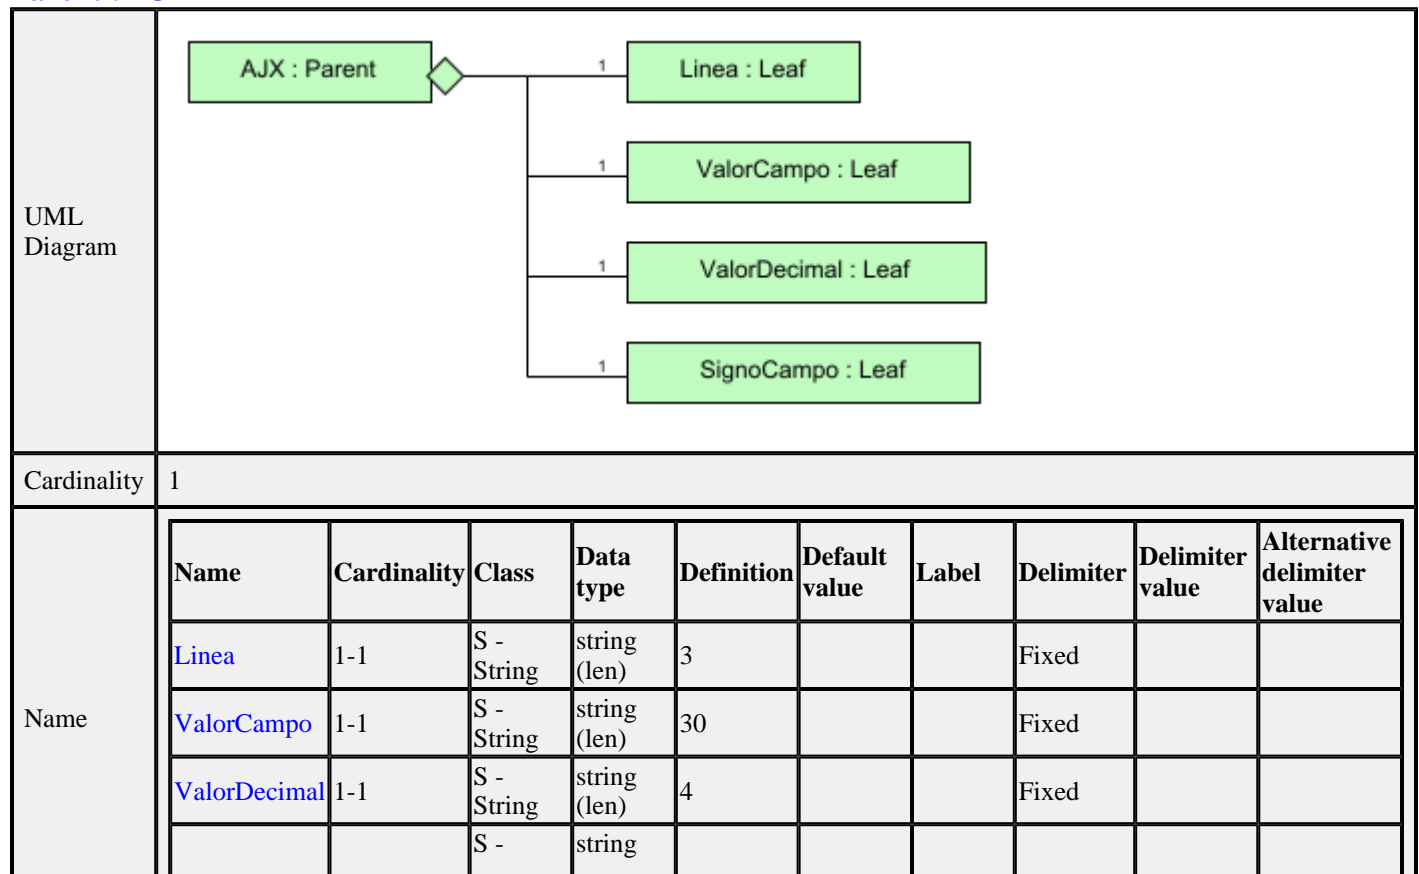 AJX : Parent
1
Linea : Leaf
1
ValorCampo : Leaf
UML
Diagram
1
ValorDecimal : Leaf
1
SignoCampo : Leaf
Cardinality 1
Name Cardinality Class Data type Definition Default value Label Delimiter Delimiter value Alternative delimiter value
Linea 1-1 S - String string (len) 3 Fixed
Name
ValorCampo 1-1 S - String string (len) 30 Fixed
ValorDecimal 1-1 S - String string (len) 4 Fixed
S - string